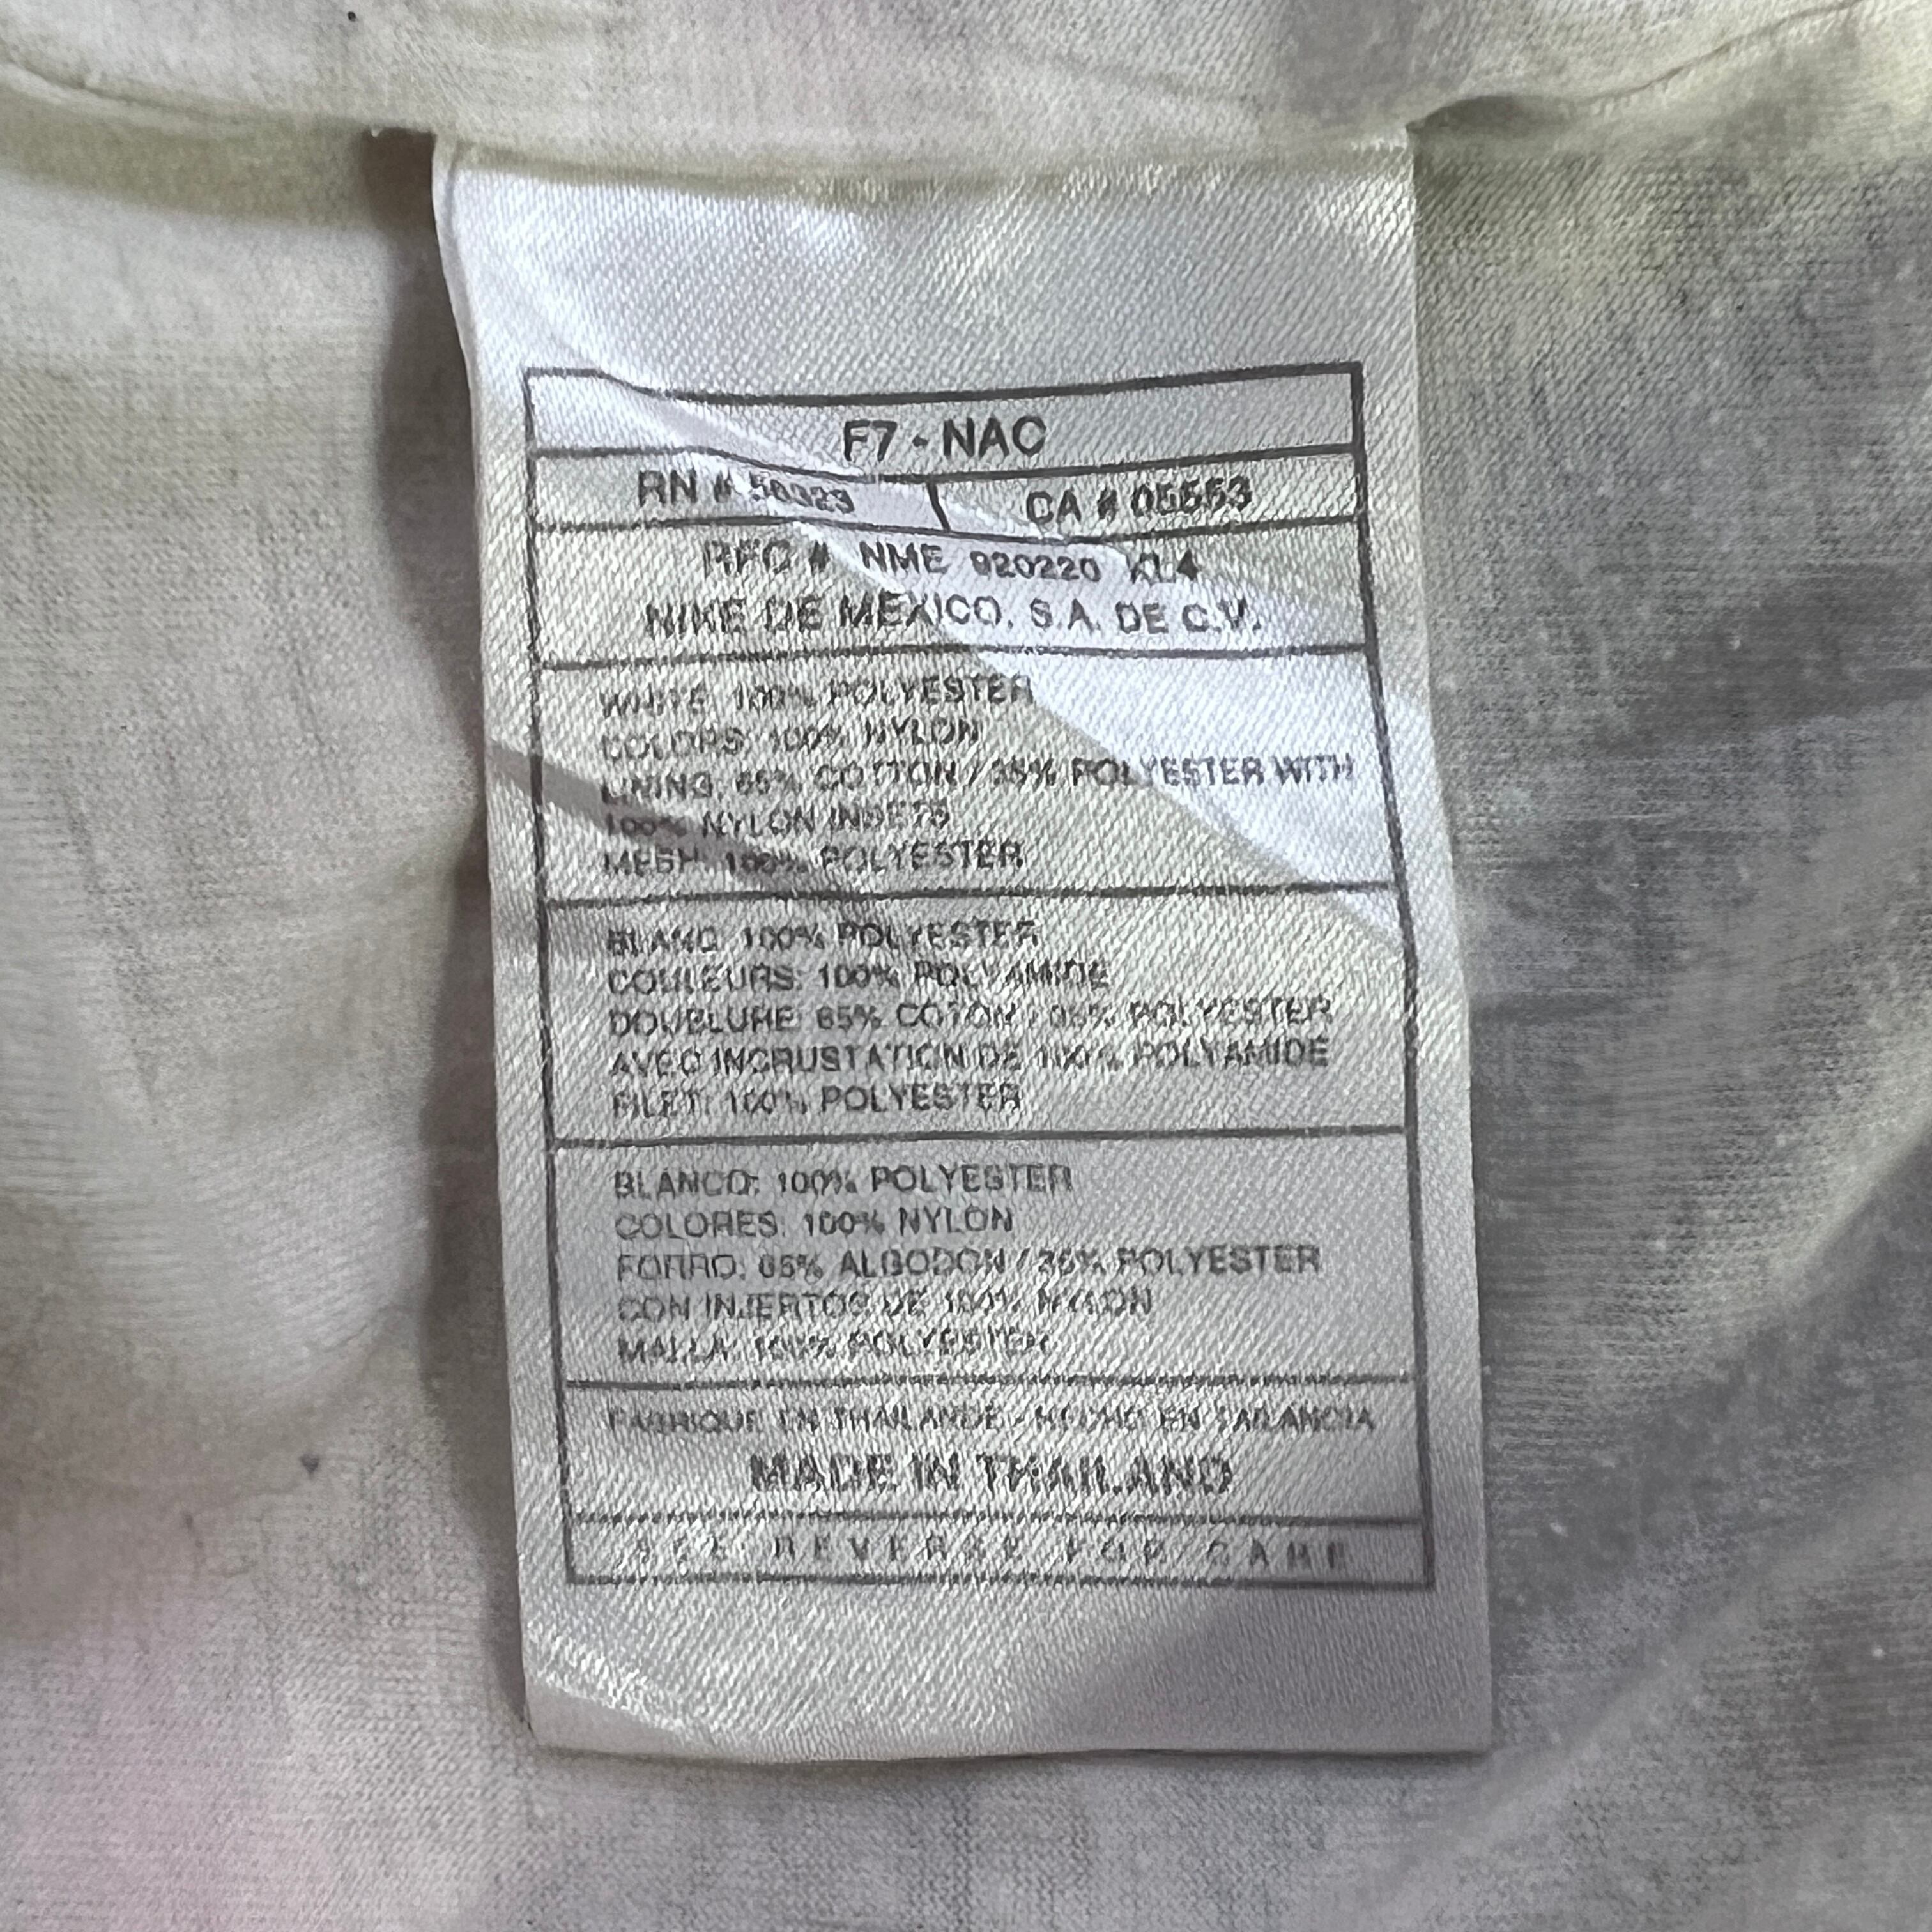 F7 - NAC
RN # 56323 CA # 05553
RFC # NME 920220 KL4
NIKE DE MEXICO, S.A. DE C.V.
WHITE: 100% POLYESTER
COLORS: 100% NYLON
LINING: 65% COTTON / 35% POLYESTER WITH
100% NYLON INSETS
MESH: 100% POLYESTER
BLANC: 100% POLYESTER
COULEURS: 100% POLYAMIDE
DOUBLURE: 65% COTON / 35% POLYESTER
AVEC INCRUSTATION DE 100% POLYAMIDE
FILET: 100% POLYESTER
BLANCO: 100% POLYESTER
COLORES: 100% NYLON
FORRO: 65% ALGODON / 35% POLYESTER
CON INJERTOS DE 100% NYLON
MALLA: 100% POLYESTER
FABRIQUE EN THAILANDE - HECHO EN TAILANDIA
MADE IN THAILAND
SEE REVERSE FOR CARE